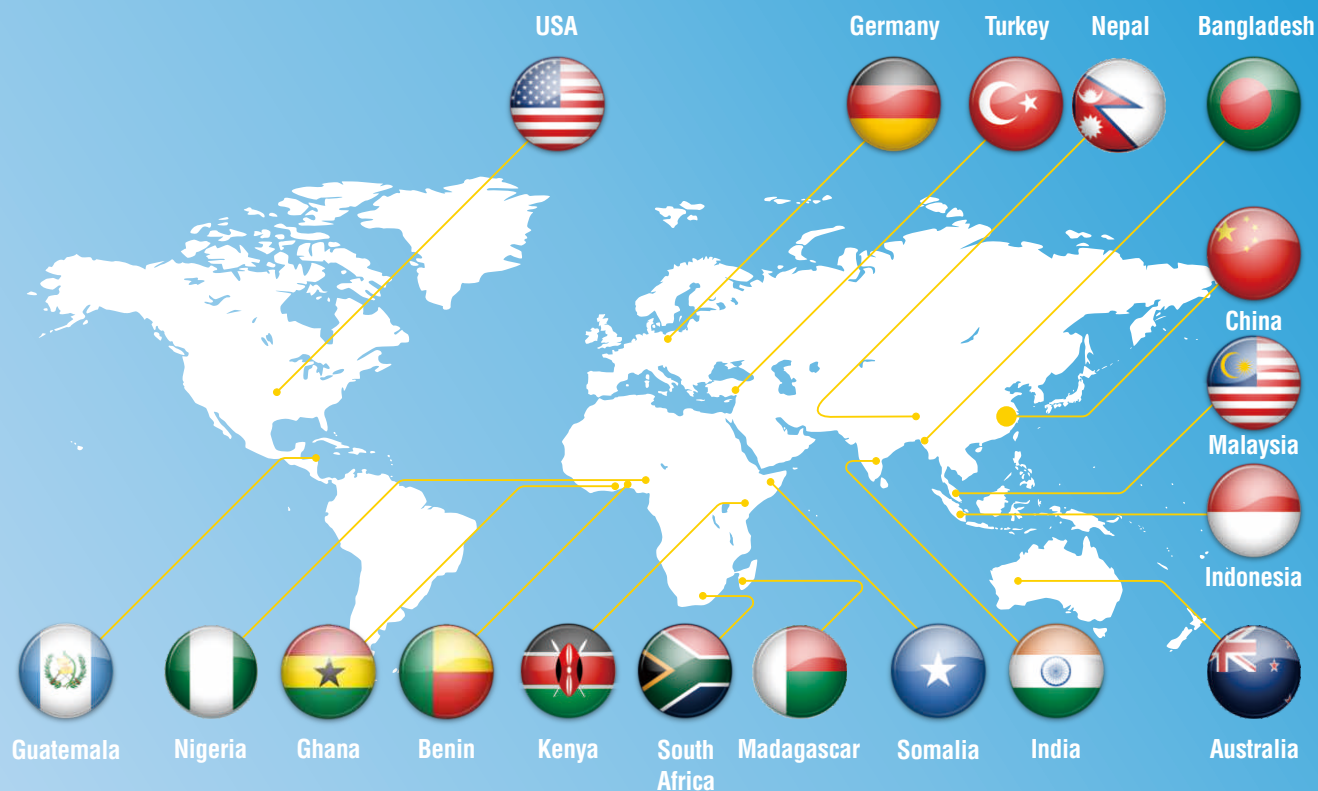 USA
Germany
Turkey
Nepal
Bangladesh
China
Malaysia
Indonesia
Guatemala
Nigeria
Ghana
Benin
Kenya
South
Africa
Madagascar
Somalia
India
Australia